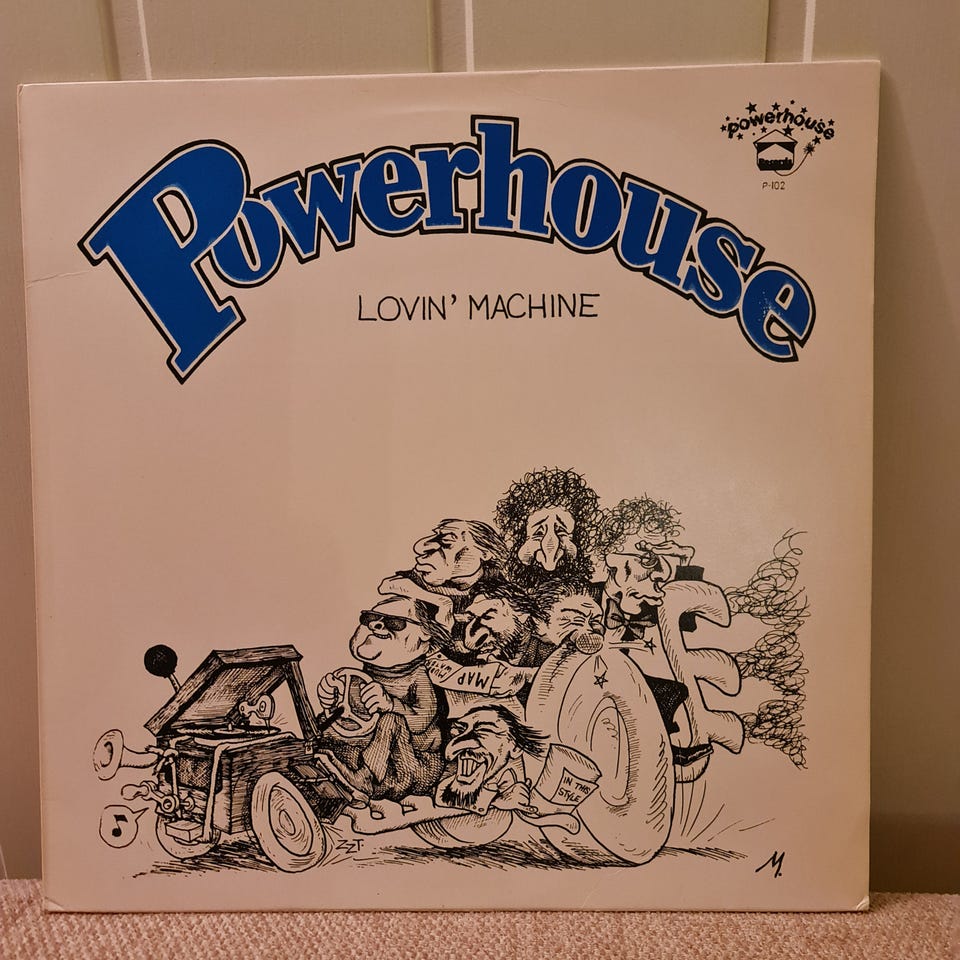 Powerhouse
powerhouse
Records
P-102
LOVIN' MACHINE
MAP
IN THIS
STYLE
ZZT.
M.